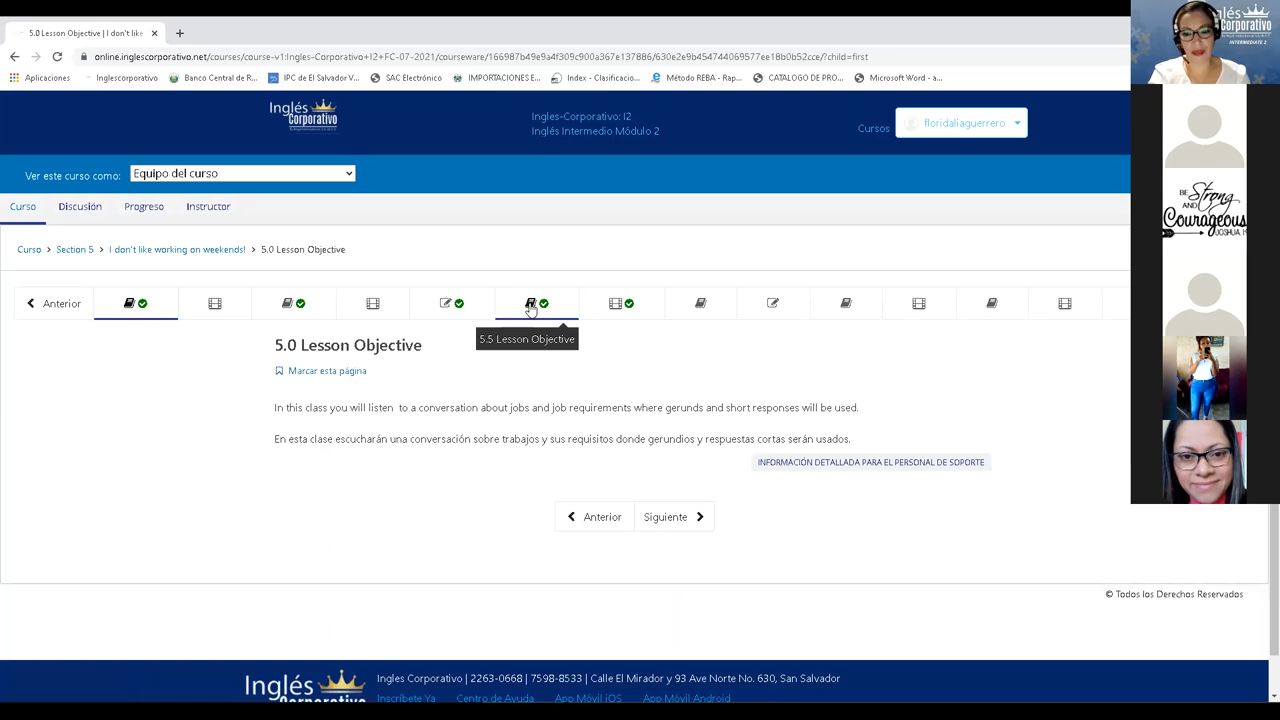 5.0 Lesson Objective | I don't like
online.inglescorporativo.net/courses/course-v1:Ingles-Corporativo+I2+FC-07-2021/courseware/166987b49e9a4f309c900a367e137886/630e2e9b454744069577ee18b0b52cce/?child=first
Aplicaciones Inglescorporativo Banco Central de R... IPC de El Salvador V... SAC Electrónico IMPORTACIONES E... Index - Clasificacio... Método REBA - Rap... CATALOGO DE PRO... Microsoft Word - a...
Inglés
Corporativo
Ingles-Corporativo: I2
Inglés Intermedio Módulo 2
Cursos
floridaliaguerrero
Ver este curso como: Equipo del curso
Curso Discusión Progreso Instructor
Curso > Section 5 > I don't like working on weekends! > 5.0 Lesson Objective
Anterior
5.5 Lesson Objective
5.0 Lesson Objective
Marcar esta página
In this class you will listen to a conversation about jobs and job requirements where gerunds and short responses will be used.
En esta clase escucharán una conversación sobre trabajos y sus requisitos donde gerundios y respuestas cortas serán usados.
INFORMACIÓN DETALLADA PARA EL PERSONAL DE SOPORTE
Anterior Siguiente
© Todos los Derechos Reservados
Inglés
Corporativo
Ingles Corporativo | 2263-0668 | 7598-8533 | Calle El Mirador y 93 Ave Norte No. 630, San Salvador
Inscríbete Ya Centro de Ayuda App Móvil iOS App Móvil Android
glés
Corporativo
INTERMEDIATE 2
BE
Strong
AND
Courageous
JOSHUA 1:9